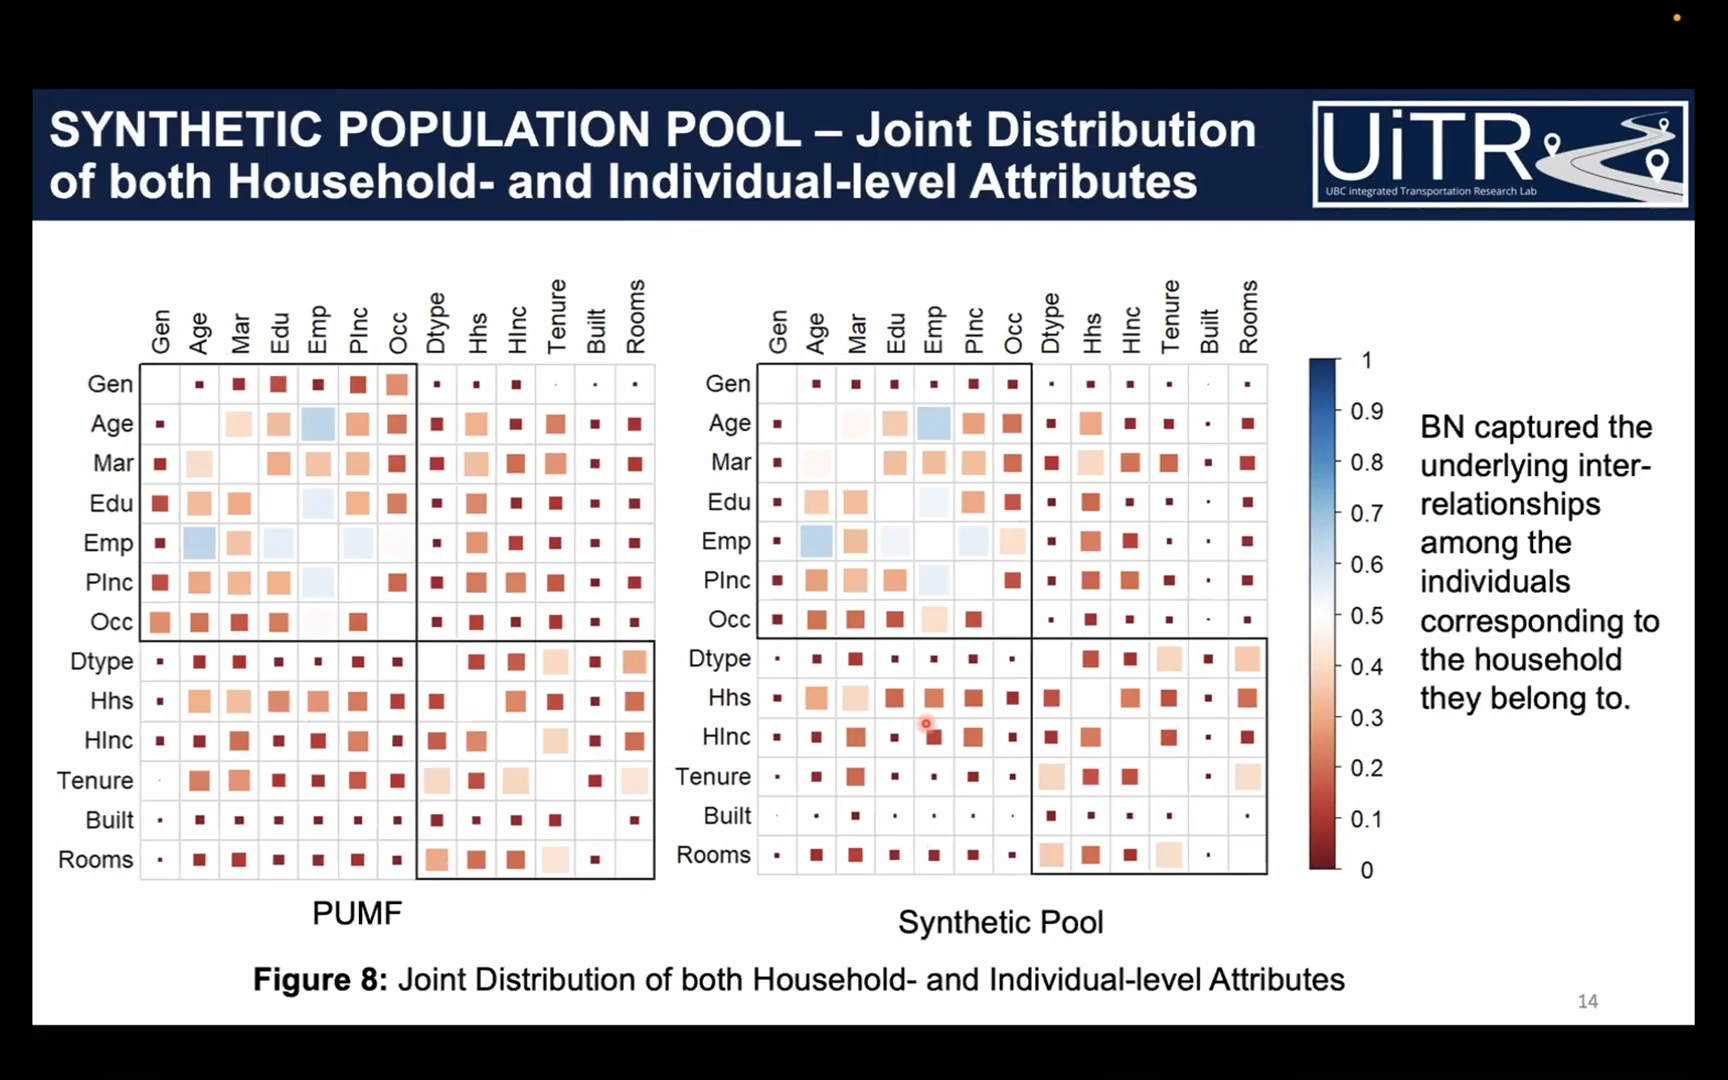 SYNTHETIC POPULATION POOL – Joint Distribution
of both Household- and Individual-level Attributes
UiTR
UBC integrated Transportation Research Lab
Gen Age Mar Edu Emp PInc Occ Dtype Hhs HInc Tenure Built Rooms
Gen
Age
Mar
Edu
Emp
PInc
Occ
Dtype
Hhs
HInc
Tenure
Built
Rooms
PUMF
Gen Age Mar Edu Emp PInc Occ Dtype Hhs HInc Tenure Built Rooms
Gen
Age
Mar
Edu
Emp
PInc
Occ
Dtype
Hhs
HInc
Tenure
Built
Rooms
Synthetic Pool
1
0.9
0.8
0.7
0.6
0.5
0.4
0.3
0.2
0.1
0
BN captured the
underlying inter-
relationships
among the
individuals
corresponding to
the household
they belong to.
Figure 8: Joint Distribution of both Household- and Individual-level Attributes
14